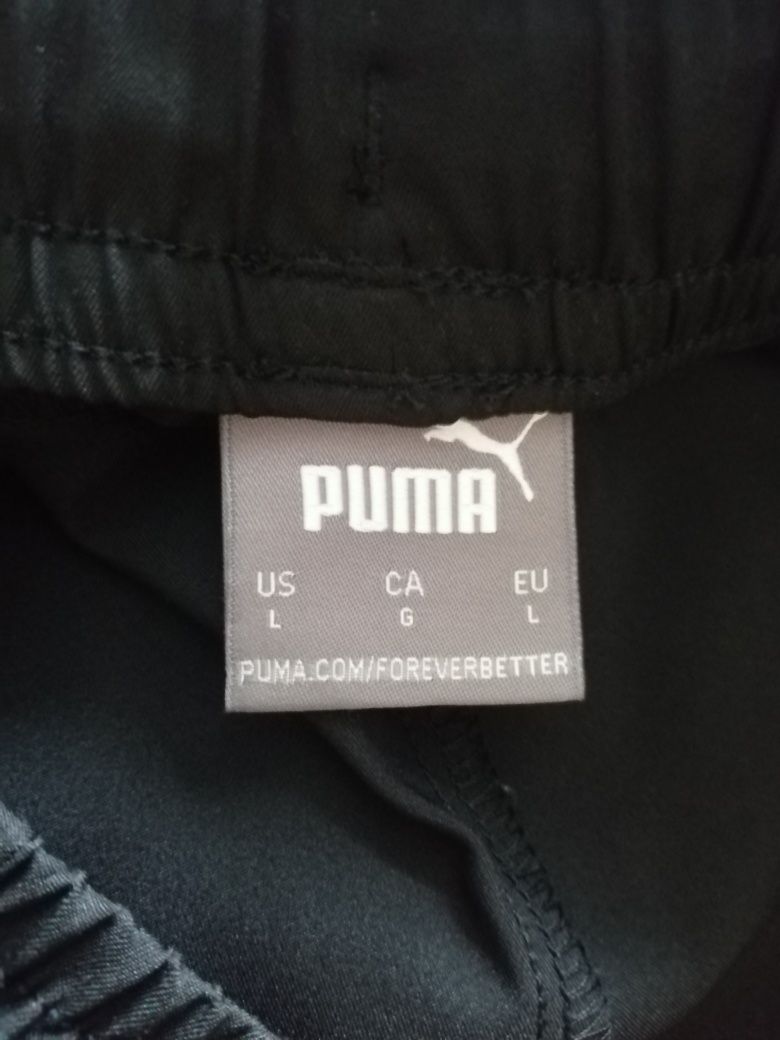 PUMA
US CA EU
L G L
PUMA.COM/FOREVERBETTER